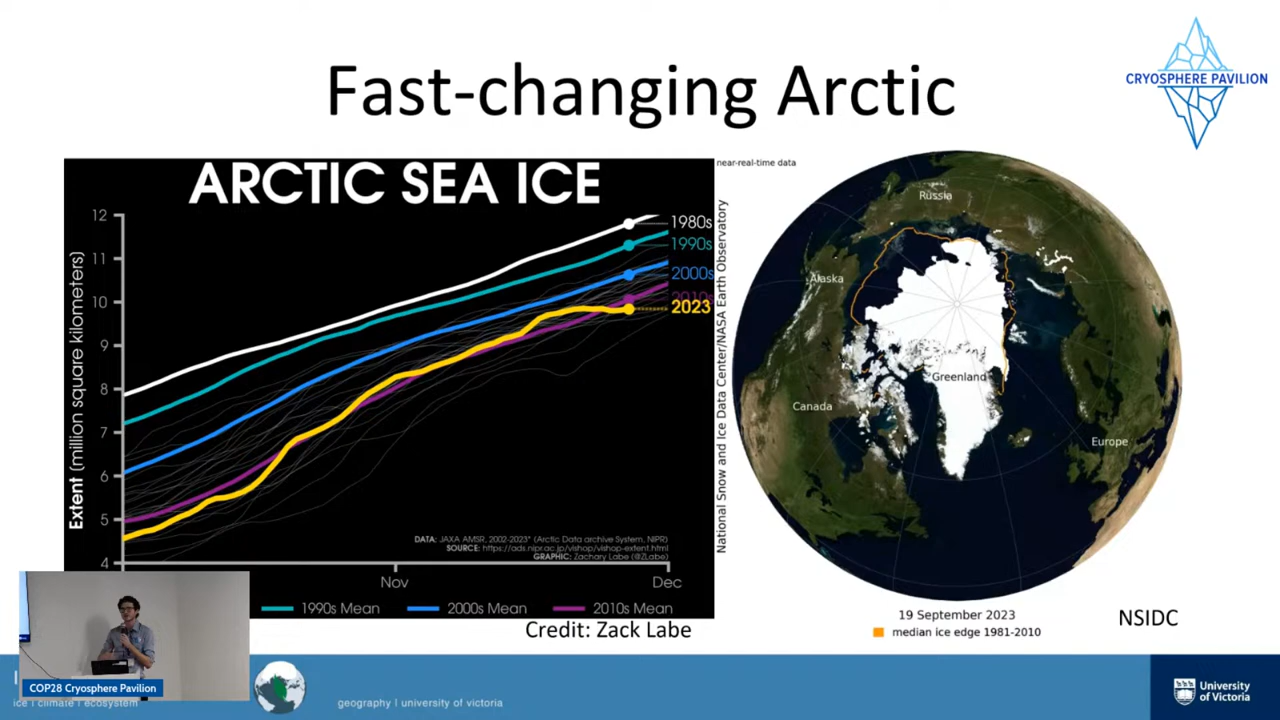 Fast-changing Arctic
CRYOSPHERE PAVILION
ARCTIC SEA ICE
Extent (million square kilometers)
12
11
10
9
8
7
6
5
4
Nov
Dec
1980s
1990s
2000s
2010s
2023
DATA: JAXA AMSR, 2002-2023* (Arctic Data archive System, NIPR)
SOURCE: https://ads.nipr.ac.jp/vishop/vishop-extent.html
GRAPHIC: Zachary Labe (@ZLabe)
1990s Mean
2000s Mean
2010s Mean
Credit: Zack Labe
near-real-time data
National Snow and Ice Data Center/NASA Earth Observatory
Russia
Alaska
Greenland
Canada
Europe
19 September 2023
median ice edge 1981-2010
NSIDC
COP28 Cryosphere Pavilion
ice | climate | ecosystem
geography | university of victoria
University
of Victoria